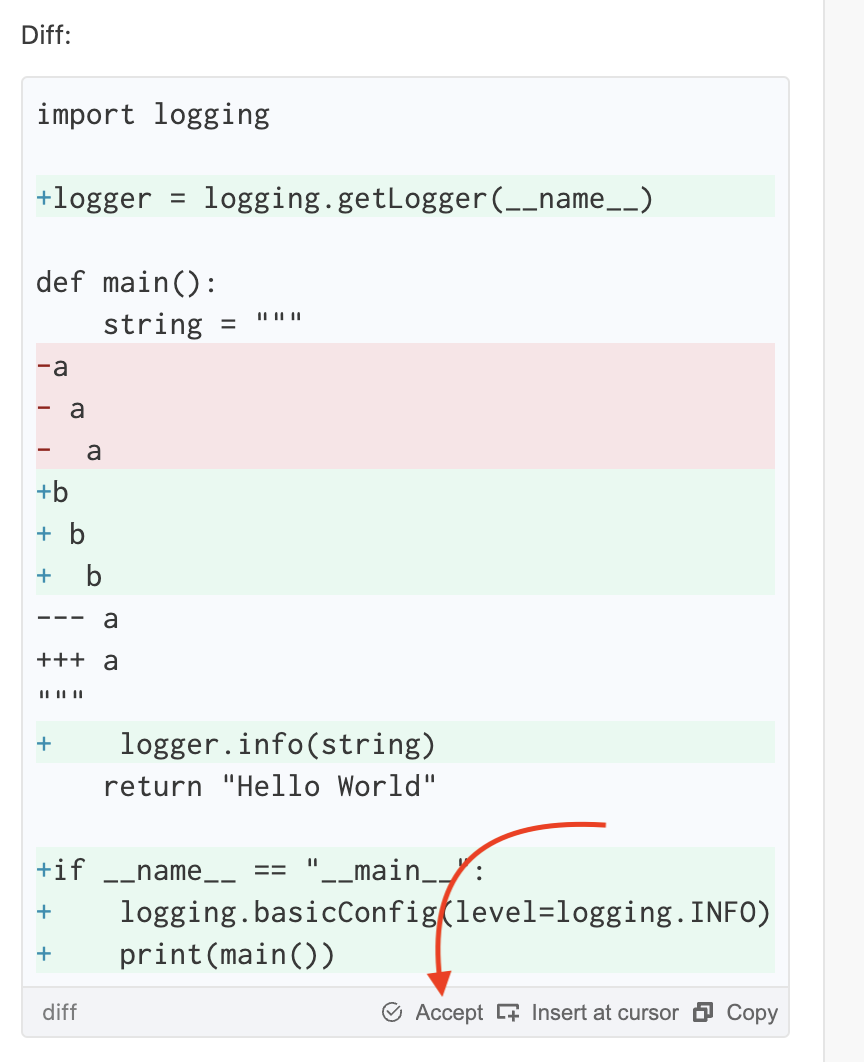 Diff:
import logging
+logger = logging.getLogger(__name__)
def main():
    string = """
-a
- a
-  a
+b
+ b
+  b
--- a
+++ a
"""
+    logger.info(string)
    return "Hello World"
+if __name__ == "__main__":
+    logging.basicConfig(level=logging.INFO)
+    print(main())
diff Accept Insert at cursor Copy